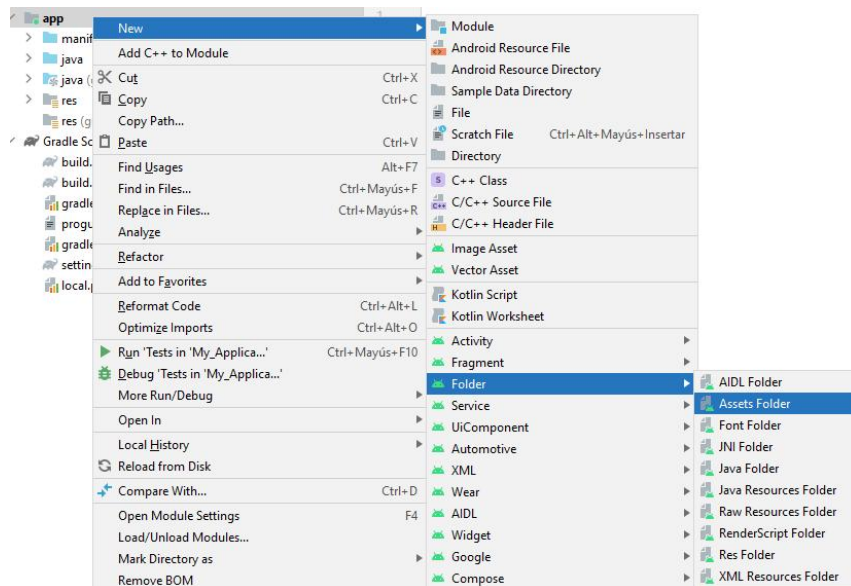 app
manif
java
java (
res
res (g
Gradle Sc
build.
build.
gradle
progu
gradle
settin
local.p
New
Add C++ to Module
Cut Ctrl+X
Copy Ctrl+C
Copy Path...
Paste Ctrl+V
Find Usages Alt+F7
Find in Files... Ctrl+Mayús+F
Replace in Files... Ctrl+Mayús+R
Analyze
Refactor
Add to Favorites
Reformat Code Ctrl+Alt+L
Optimize Imports Ctrl+Alt+O
Run 'Tests in 'My_Applica...' Ctrl+Mayús+F10
Debug 'Tests in 'My_Applica...'
More Run/Debug
Open In
Local History
Reload from Disk
Compare With... Ctrl+D
Open Module Settings F4
Load/Unload Modules...
Mark Directory as
Remove BOM
Module
Android Resource File
Android Resource Directory
Sample Data Directory
File
Scratch File Ctrl+Alt+Mayús+Insertar
Directory
C++ Class
C/C++ Source File
C/C++ Header File
Image Asset
Vector Asset
Kotlin Script
Kotlin Worksheet
Activity
Fragment
Folder
Service
UiComponent
Automotive
XML
Wear
AIDL
Widget
Google
Compose
AIDL Folder
Assets Folder
Font Folder
JNI Folder
Java Folder
Java Resources Folder
Raw Resources Folder
RenderScript Folder
Res Folder
XML Resources Folder